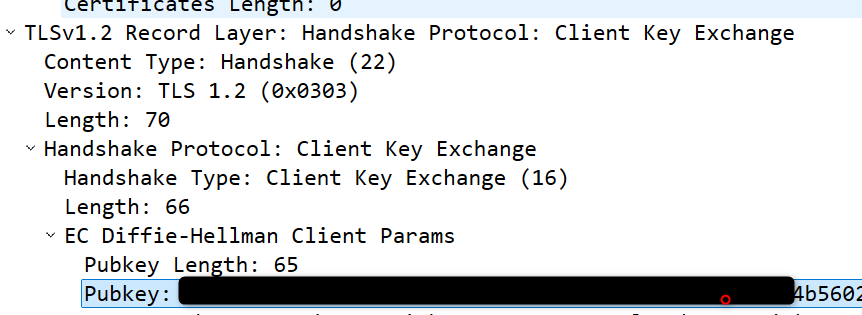 Certificates Length: 0
TLSv1.2 Record Layer: Handshake Protocol: Client Key Exchange
Content Type: Handshake (22)
Version: TLS 1.2 (0x0303)
Length: 70
Handshake Protocol: Client Key Exchange
Handshake Type: Client Key Exchange (16)
Length: 66
EC Diffie-Hellman Client Params
Pubkey Length: 65
Pubkey: 4b5602